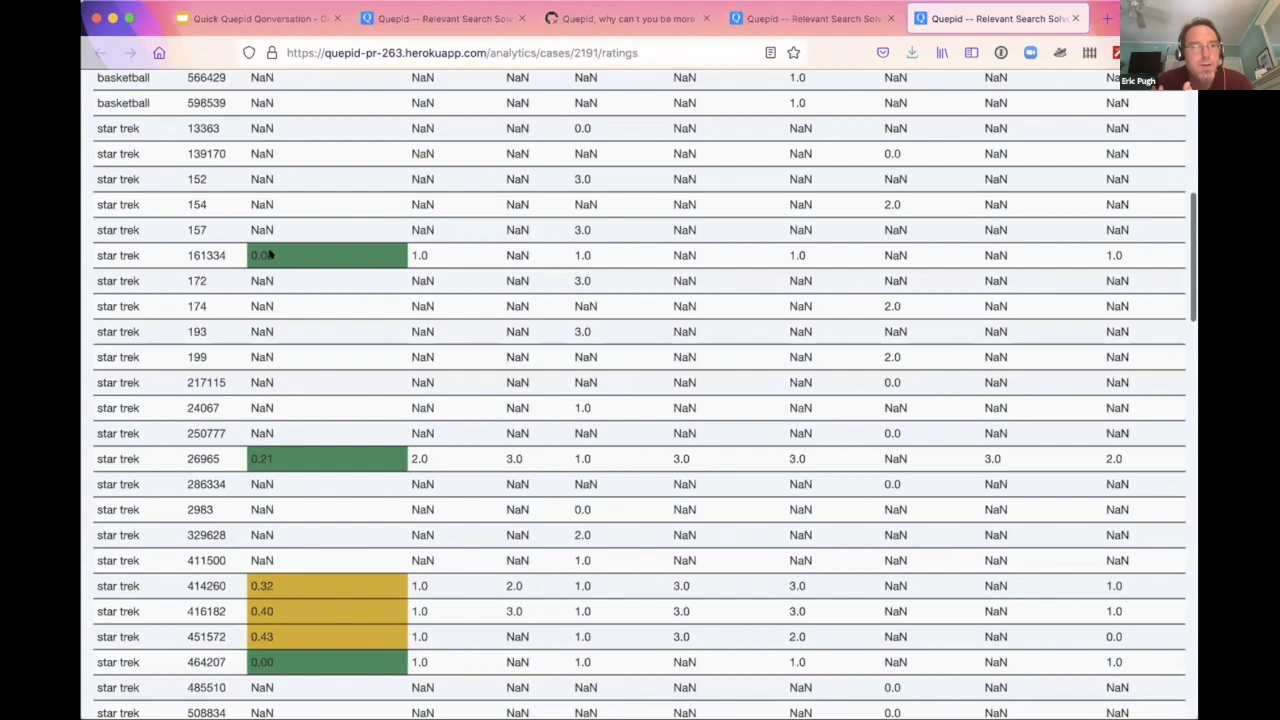 Quick Quepid Qonversation - G
Quepid -- Relevant Search Solv
Quepid, why can't you be more
Quepid -- Relevant Search Solv
Quepid -- Relevant Search Solv
https://quepid-pr-263.herokuapp.com/analytics/cases/2191/ratings
Eric Pugh
basketball 566429 NaN NaN NaN NaN NaN 1.0 NaN NaN NaN
basketball 598539 NaN NaN NaN NaN NaN 1.0 NaN NaN NaN
star trek 13363 NaN NaN NaN 0.0 NaN NaN NaN NaN NaN
star trek 139170 NaN NaN NaN NaN NaN NaN 0.0 NaN NaN
star trek 152 NaN NaN NaN 3.0 NaN NaN NaN NaN NaN
star trek 154 NaN NaN NaN NaN NaN NaN 2.0 NaN NaN
star trek 157 NaN NaN NaN 3.0 NaN NaN NaN NaN NaN
star trek 161334 1.0 NaN 1.0 NaN 1.0 NaN NaN 1.0
star trek 172 NaN NaN NaN 3.0 NaN NaN NaN NaN NaN
star trek 174 NaN NaN NaN NaN NaN NaN 2.0 NaN NaN
star trek 193 NaN NaN NaN 3.0 NaN NaN NaN NaN NaN
star trek 199 NaN NaN NaN NaN NaN NaN 2.0 NaN NaN
star trek 217115 NaN NaN NaN NaN NaN NaN 0.0 NaN NaN
star trek 24067 NaN NaN NaN 1.0 NaN NaN NaN NaN NaN
star trek 250777 NaN NaN NaN NaN NaN NaN 0.0 NaN NaN
star trek 26965 0.21 2.0 3.0 1.0 3.0 3.0 NaN 3.0 2.0
star trek 286334 NaN NaN NaN NaN NaN NaN 0.0 NaN NaN
star trek 2983 NaN NaN NaN 0.0 NaN NaN NaN NaN NaN
star trek 329628 NaN NaN NaN 2.0 NaN NaN NaN NaN NaN
star trek 411500 NaN NaN NaN 1.0 NaN NaN NaN NaN NaN
star trek 414260 0.32 1.0 2.0 1.0 3.0 3.0 NaN NaN 1.0
star trek 416182 0.40 1.0 3.0 1.0 3.0 3.0 NaN NaN 1.0
star trek 451572 0.43 1.0 NaN 1.0 3.0 2.0 NaN NaN 0.0
star trek 464207 0.00 1.0 NaN 1.0 NaN 1.0 NaN NaN 1.0
star trek 485510 NaN NaN NaN NaN NaN NaN 0.0 NaN NaN
star trek 508834 NaN NaN NaN NaN NaN NaN 0.0 NaN NaN